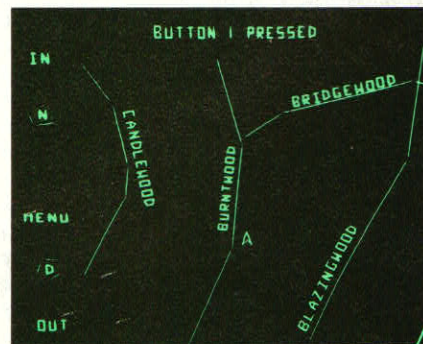 BUTTON 1 PRESSED
IN
BRIDGEWOOD
N
CANDLEWOOD
BURNTWOOD
MENU
A
D
BLAZINGWOOD
OUT